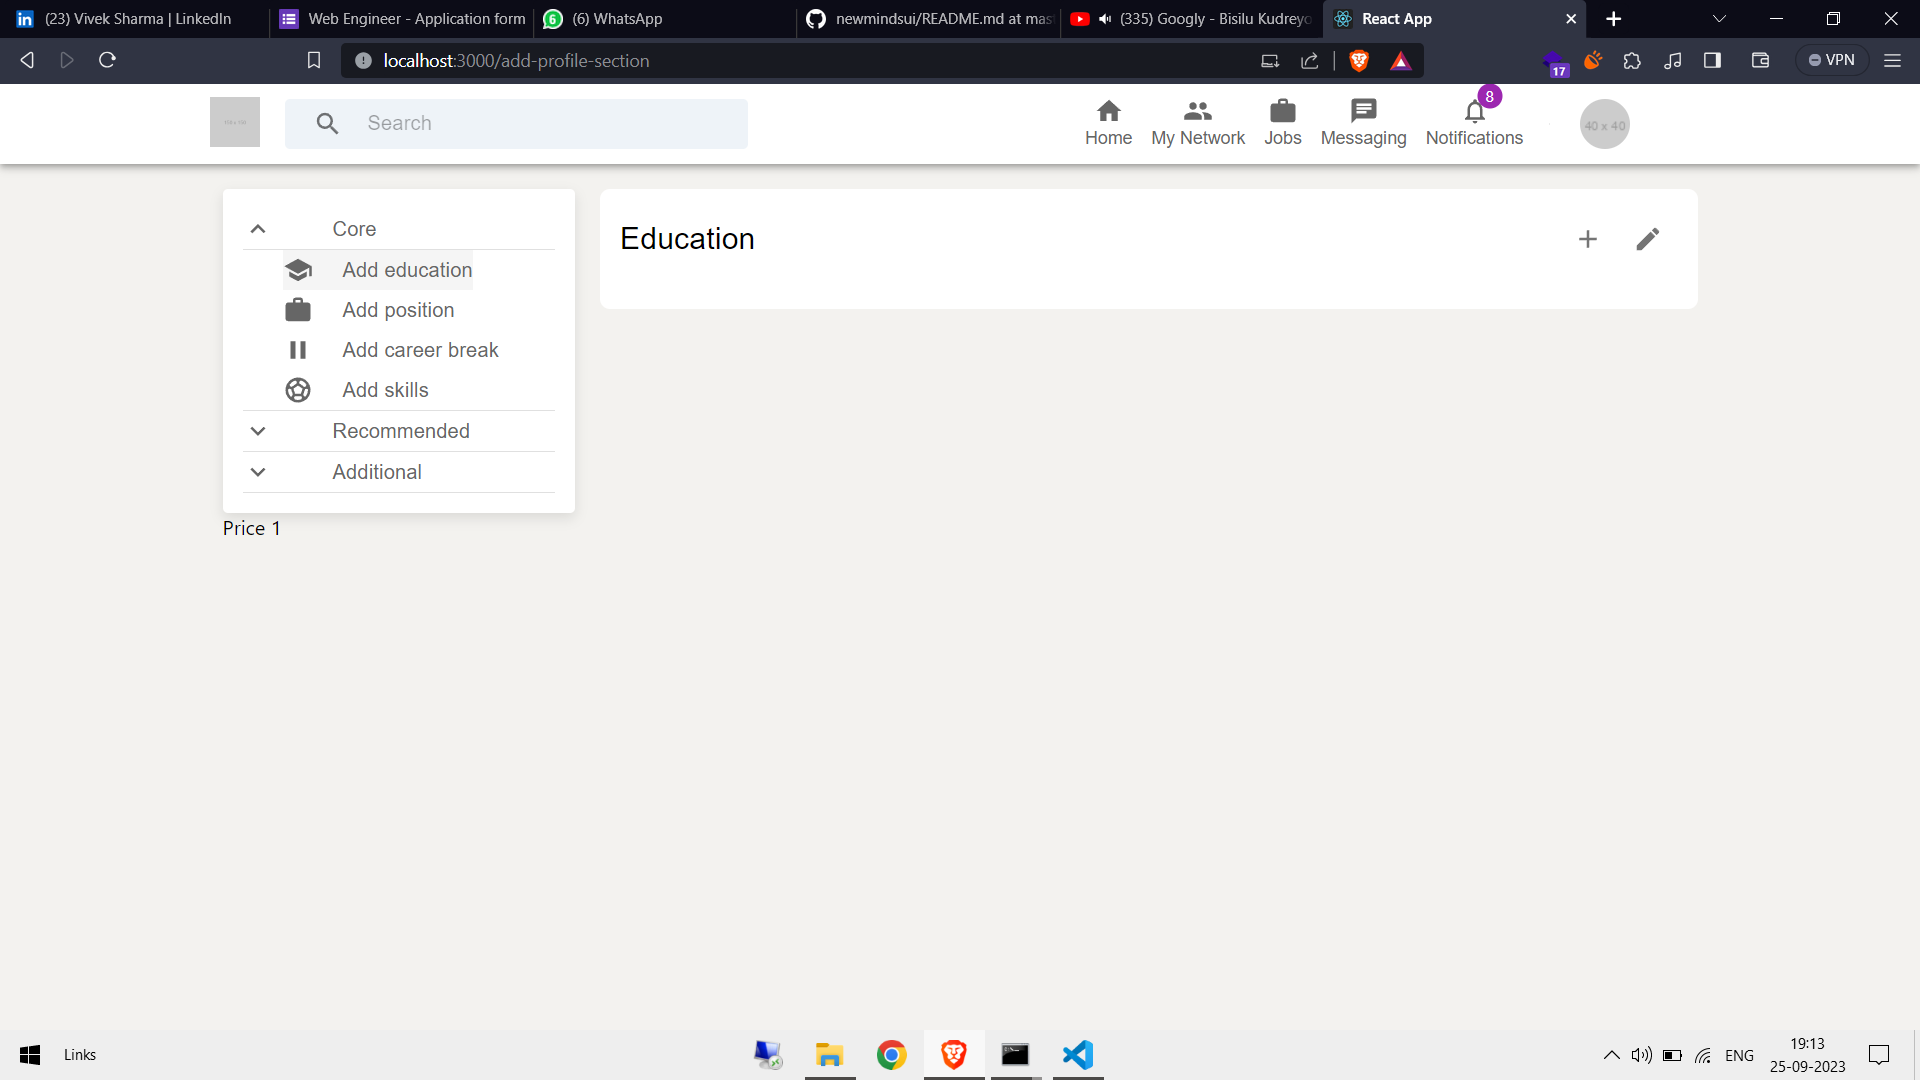 (23) Vivek Sharma | LinkedIn
Web Engineer - Application form
6
(6) WhatsApp
newmindsui/README.md at mas
(335) Googly - Bisilu Kudreyo
React App
localhost:3000/add-profile-section
17
VPN
Search
Home
My Network
Jobs
Messaging
8
Notifications
40 x 40
Core
Add education
Add position
Add career break
Add skills
Recommended
Additional
Price 1
Education
Links
ENG
19:13
25-09-2023